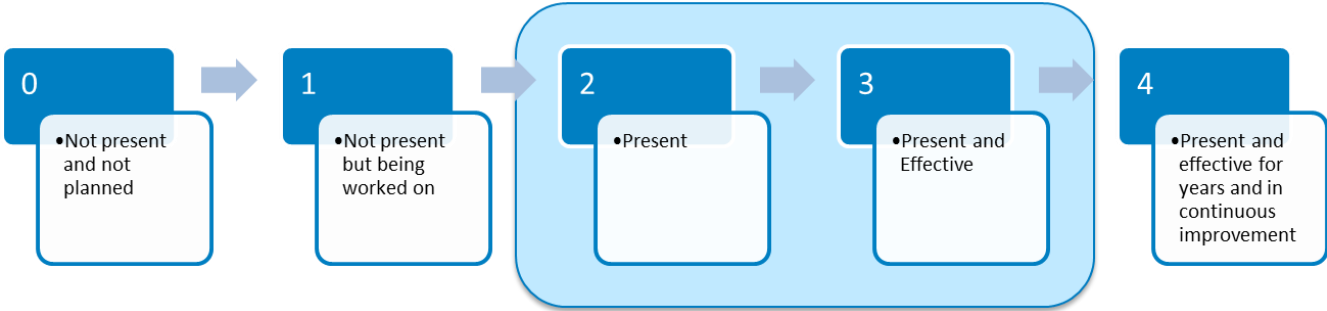 0
•Not present
and not
planned
1
•Not present
but being
worked on
2
•Present
3
•Present and
Effective
4
•Present and
effective for
years and in
continuous
improvement